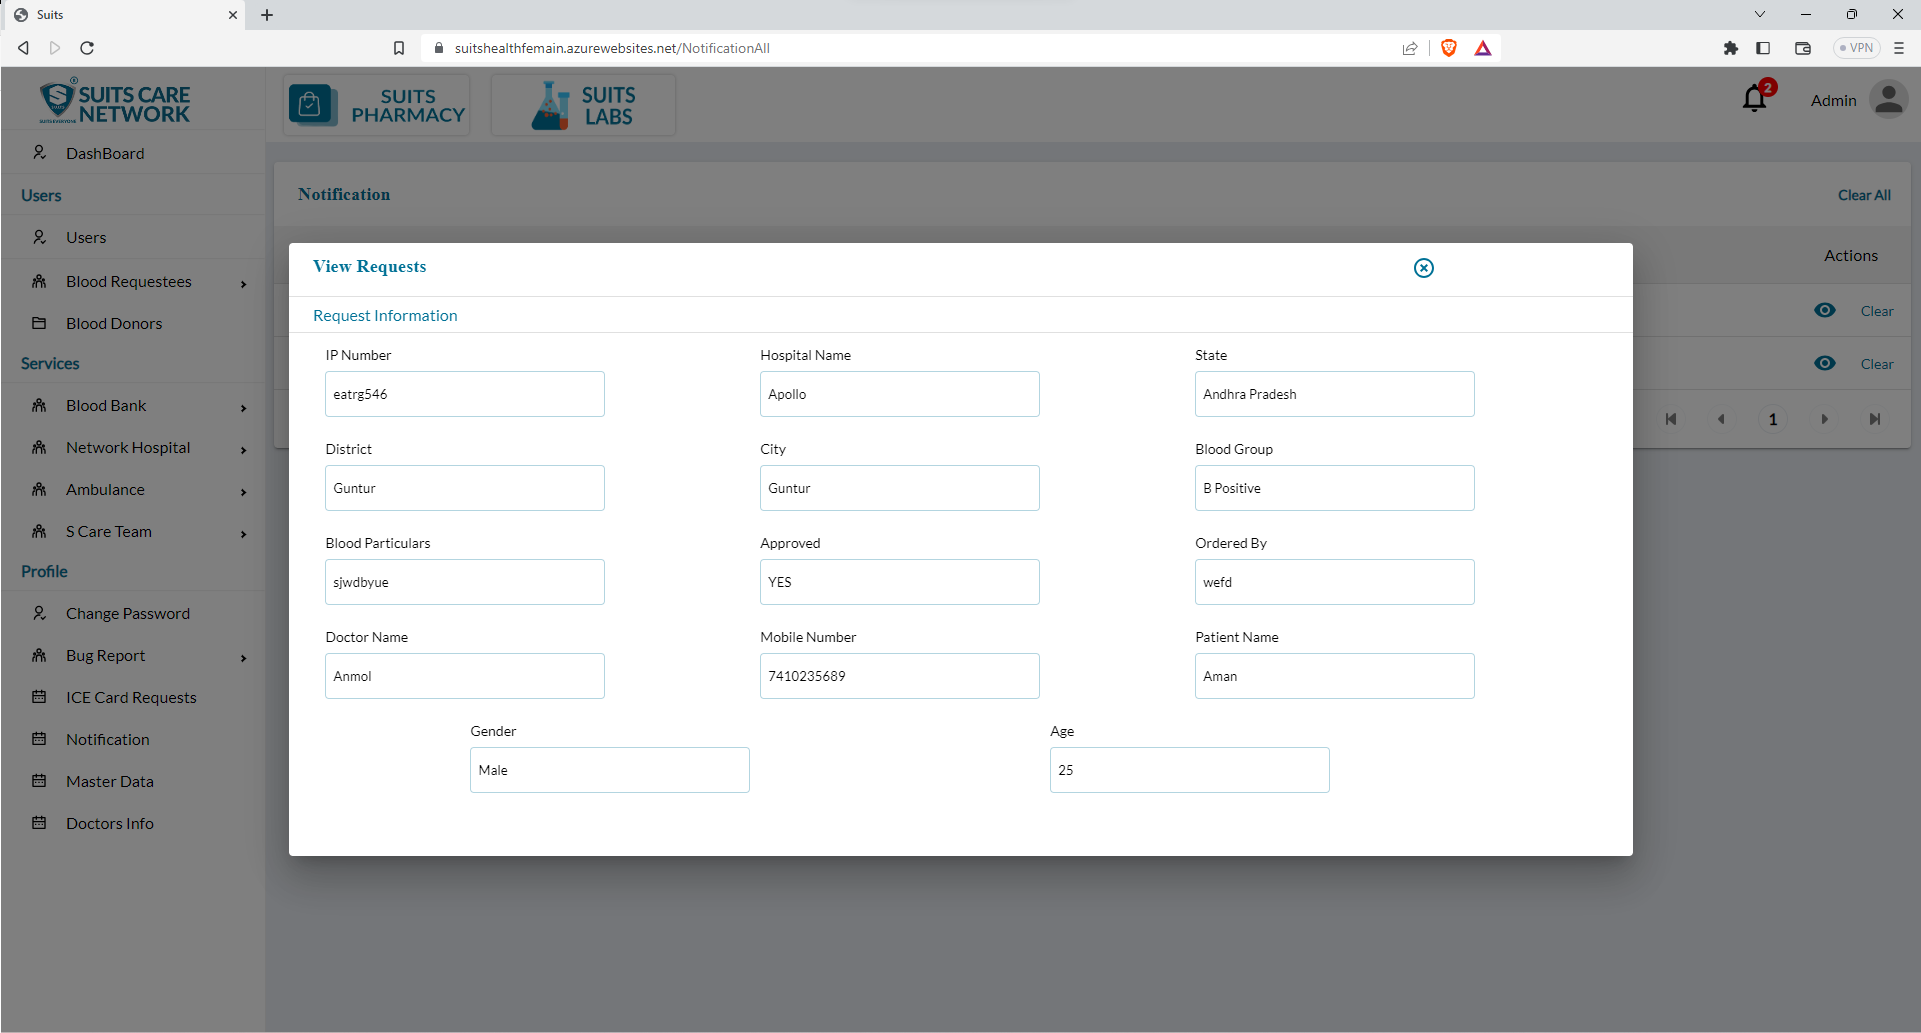 Suits
suitshealthfemain.azurewebsites.net/NotificationAll
VPN
SUITS CARE
NETWORK
SUITS
PHARMACY
SUITS
LABS
2
Admin
DashBoard
Users
Users
Blood Requestees
Blood Donors
Services
Blood Bank
Network Hospital
Ambulance
S Care Team
Profile
Change Password
Bug Report
ICE Card Requests
Notification
Master Data
Doctors Info
Notification
Clear All
Actions
Clear
Clear
1
View Requests
Request Information
IP Number
Hospital Name
State
eatrg546
Apollo
Andhra Pradesh
District
City
Blood Group
Guntur
Guntur
B Positive
Blood Particulars
Approved
Ordered By
sjwdbyue
YES
wefd
Doctor Name
Mobile Number
Patient Name
Anmol
7410235689
Aman
Gender
Age
Male
25